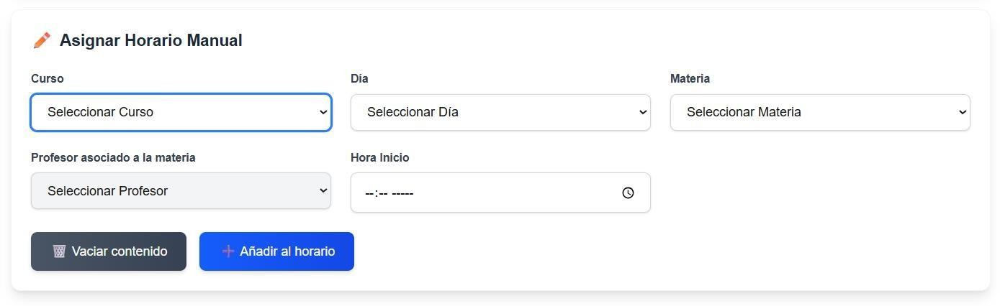 Asignar Horario Manual
Curso
Día
Materia
Seleccionar Curso
Seleccionar Día
Seleccionar Materia
Profesor asociado a la materia
Hora Inicio
Seleccionar Profesor
--:-- -----
Vaciar contenido
Añadir al horario